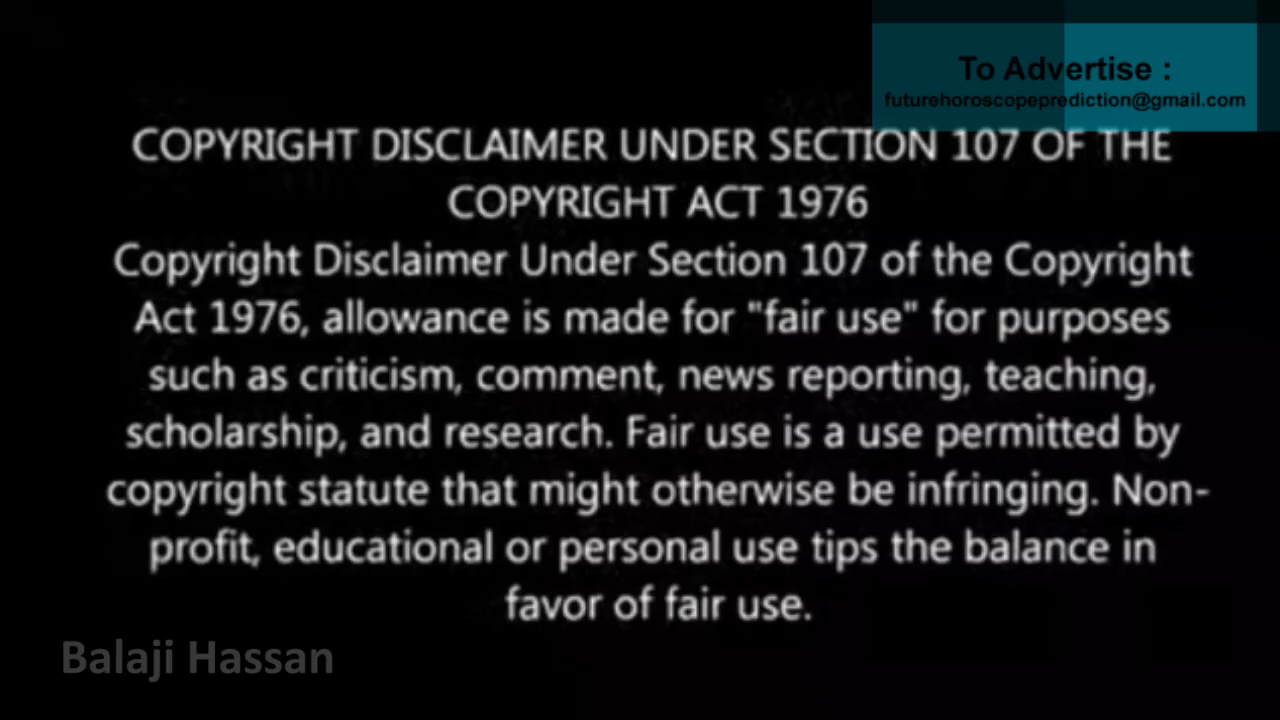 To Advertise :
futurehoroscopeprediction@gmail.com
COPYRIGHT DISCLAIMER UNDER SECTION 107 OF THE
COPYRIGHT ACT 1976
Copyright Disclaimer Under Section 107 of the Copyright
Act 1976, allowance is made for "fair use" for purposes
such as criticism, comment, news reporting, teaching,
scholarship, and research. Fair use is a use permitted by
copyright statute that might otherwise be infringing. Non-
profit, educational or personal use tips the balance in
favor of fair use.
Balaji Hassan